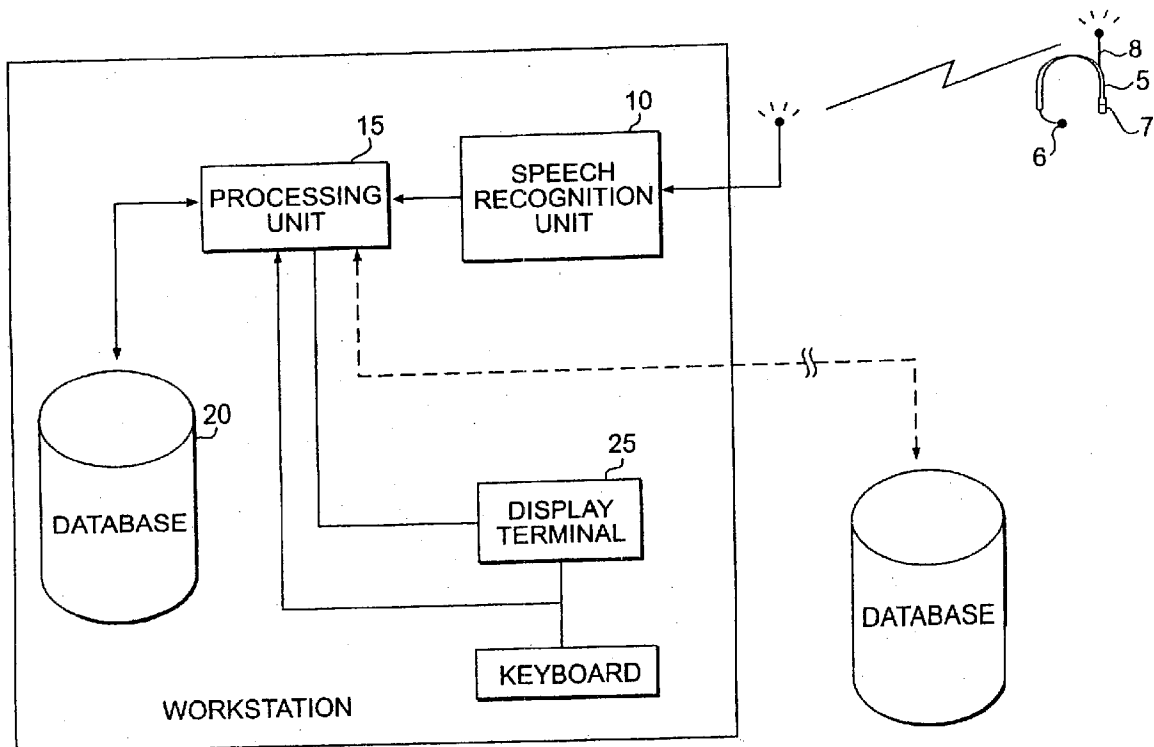 8
5
7
6
10
15
SPEECH
RECOGNITION
UNIT
PROCESSING
UNIT
20
DATABASE
25
DISPLAY
TERMINAL
DATABASE
KEYBOARD
WORKSTATION